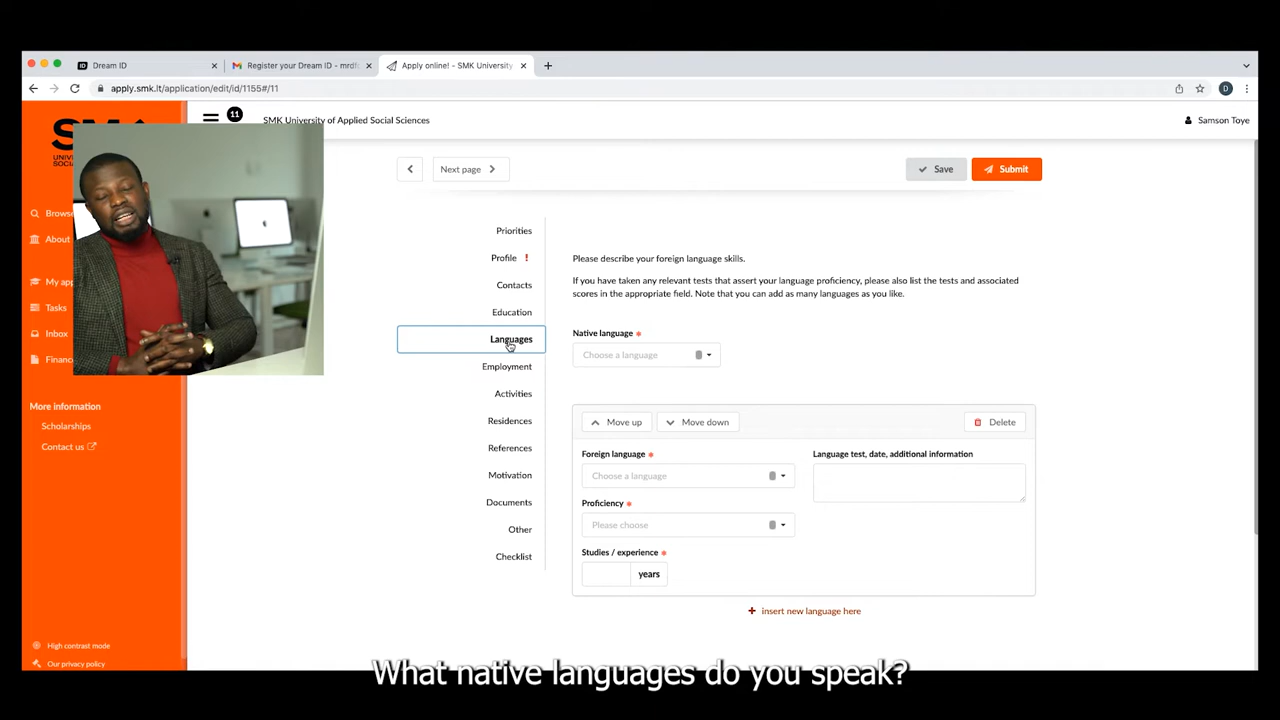 Dream ID
Register your Dream ID - mrdf
Apply online! - SMK University
apply.smk.lt/application/edit/id/1155#/11
D
11
SMK University of Applied Social Sciences
Samson Toye
Next page
Save
Submit
Browse
About
My app
Tasks
Inbox
Finance
More information
Scholarships
Contact us
High contrast mode
Our privacy policy
Priorities
Profile !
Contacts
Education
Languages
Employment
Activities
Residences
References
Motivation
Documents
Other
Checklist
Please describe your foreign language skills.
If you have taken any relevant tests that assert your language proficiency, please also list the tests and associated
scores in the appropriate field. Note that you can add as many languages as you like.
Native language *
Choose a language
Move up
Move down
Delete
Foreign language *
Choose a language
Language test, date, additional information
Proficiency *
Please choose
Studies / experience *
years
+ insert new language here
What native languages do you speak?